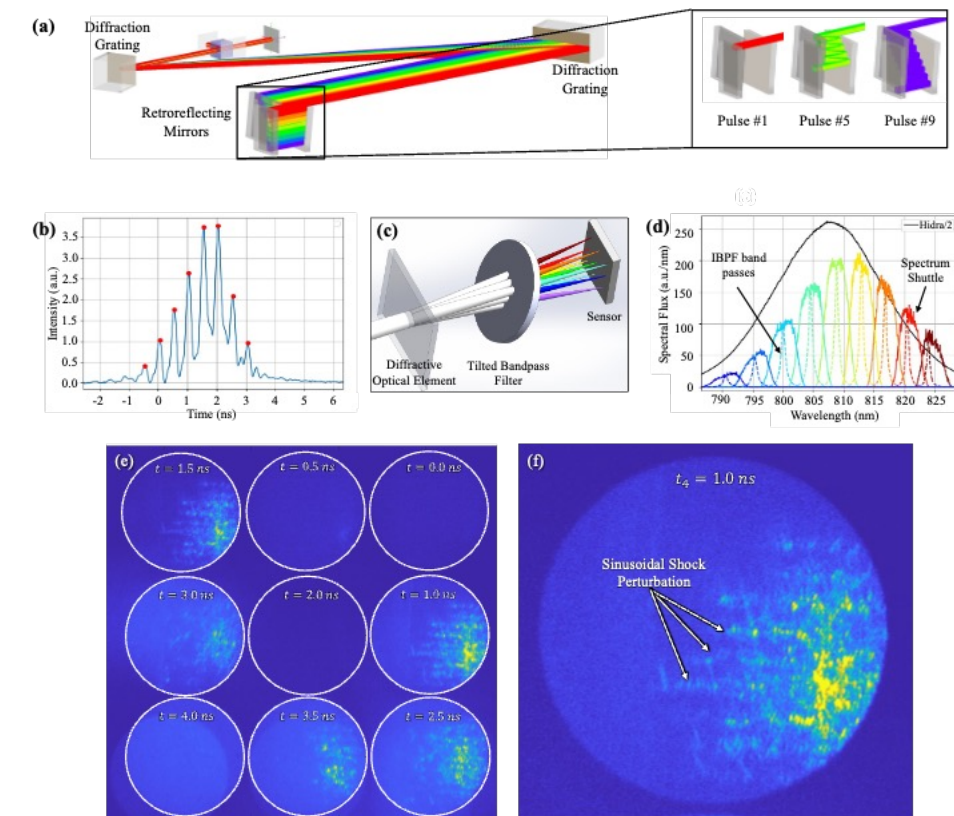 (a)
Diffraction
Grating
Diffraction
Grating
Retroreflecting
Mirrors
Pulse #1
Pulse #5
Pulse #9
(b)
Intensity (a.u.)
3.5
3.0
2.5
2.0
1.5
1.0
0.5
0.0
-2
-1
0
1
2
3
4
5
6
Time (ns)
(c)
Diffractive
Optical Element
Tilted Bandpass
Filter
Sensor
(d)
Spectral Flux (a.u./nm)
250
200
150
100
50
0
Hidra/2
IBPF band
passes
Spectrum
Shuttle
790
795
800
805
810
815
820
825
Wavelength (nm)
(e)
t = 1.5 ns
t = 0.5 ns
t = 0.0 ns
t = 3.0 ns
t = 2.0 ns
t = 1.0 ns
t = 4.0 ns
t = 3.5 ns
t = 2.5 ns
(f)
t₄ = 1.0 ns
Sinusoidal Shock
Perturbation